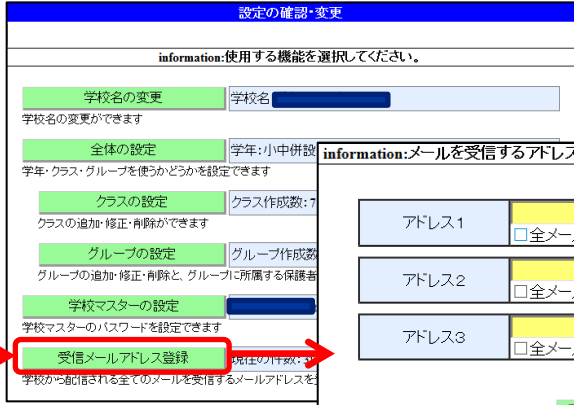 設定の確認・変更
information:使用する機能を選択してください。
学校名の変更
学校名
学校名の変更ができます
全体の設定
学年:小中併設
学年・クラス・グループを使うかどうかを設定できます
クラスの設定
クラス作成数:7
クラスの追加・修正・削除ができます
グループの設定
グループ作成数
グループの追加・修正・削除と、グループに所属する保護者
学校マスターの設定
学校マスターのパスワードを設定できます
受信メールアドレス登録
現在の件数:3
学校から配信される全てのメールを受信するメールアドレスを
information:メールを受信するアドレス
アドレス1
全メー
アドレス2
全メー
アドレス3
全メー